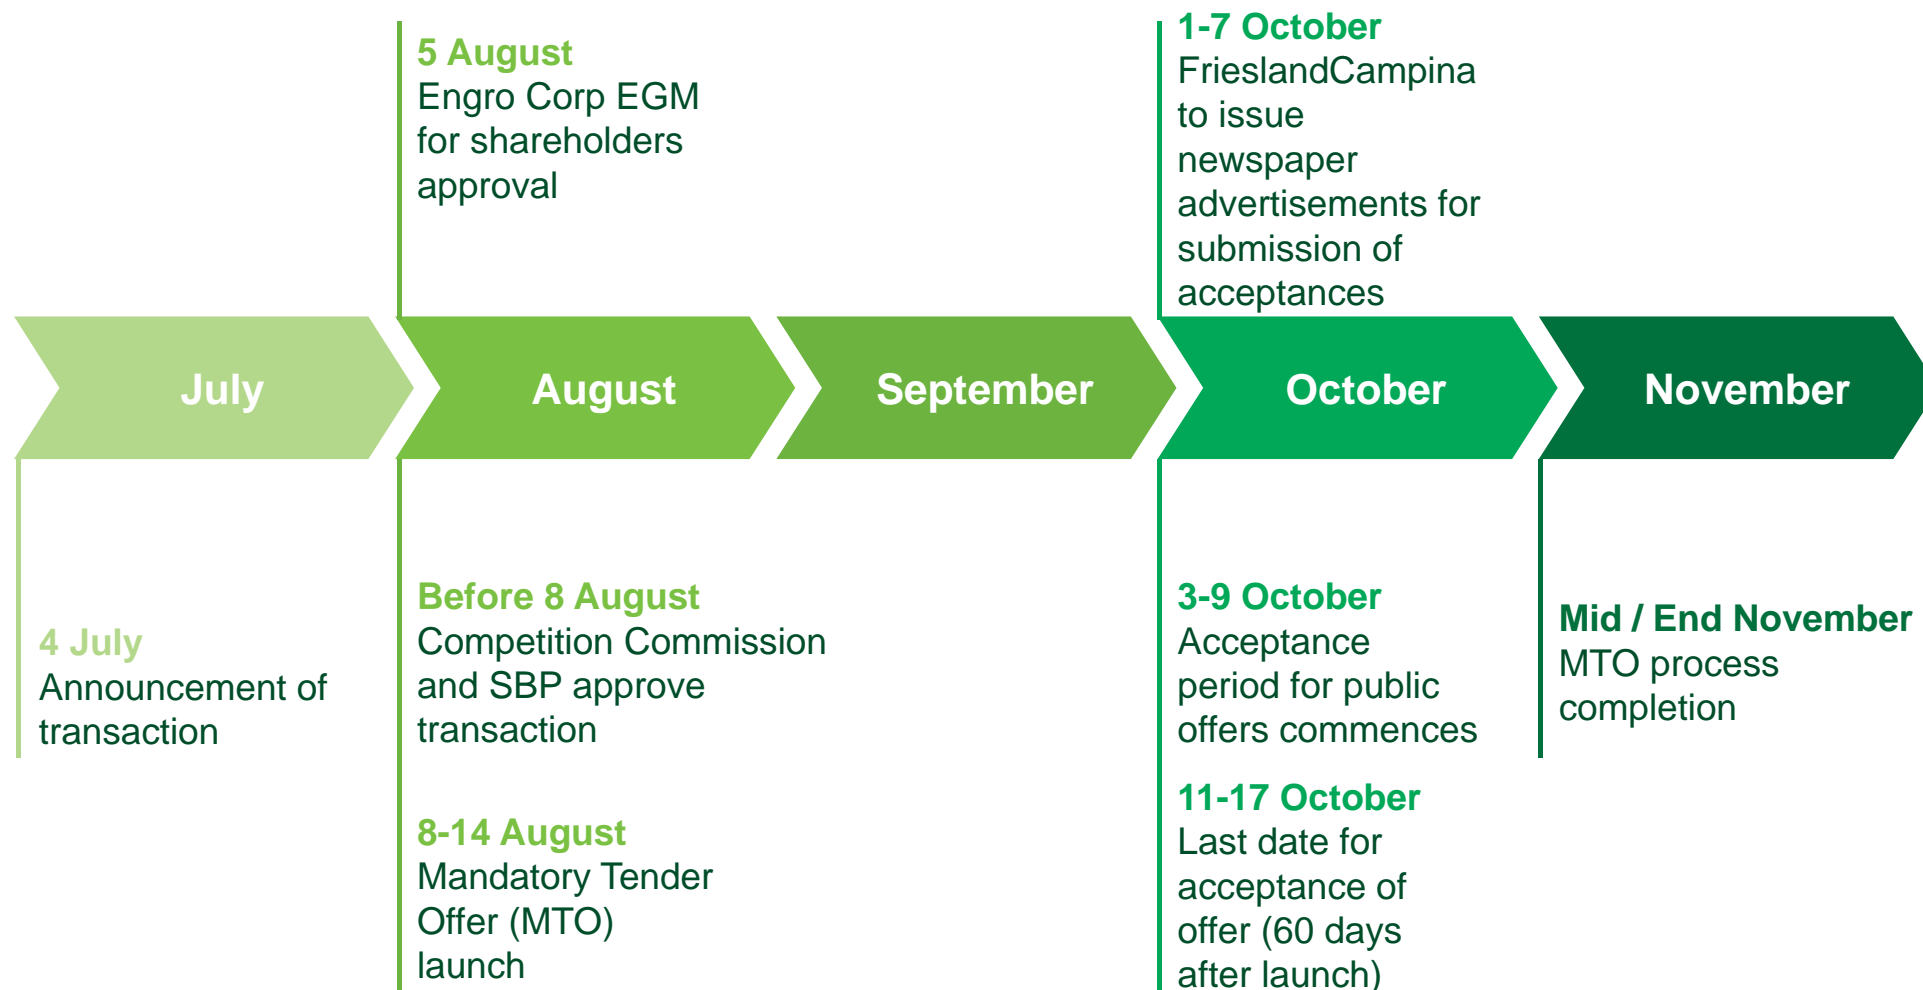 5 August
Engro Corp EGM
for shareholders
approval
1-7 October
FrieslandCampina
to issue
newspaper
advertisements for
submission of
acceptances
July
August
September
October
November
4 July
Announcement of
transaction
Before 8 August
Competition Commission
and SBP approve
transaction
8-14 August
Mandatory Tender
Offer (MTO)
launch
3-9 October
Acceptance
period for public
offers commences
11-17 October
Last date for
acceptance of
offer (60 days
after launch)
Mid / End November
MTO process
completion